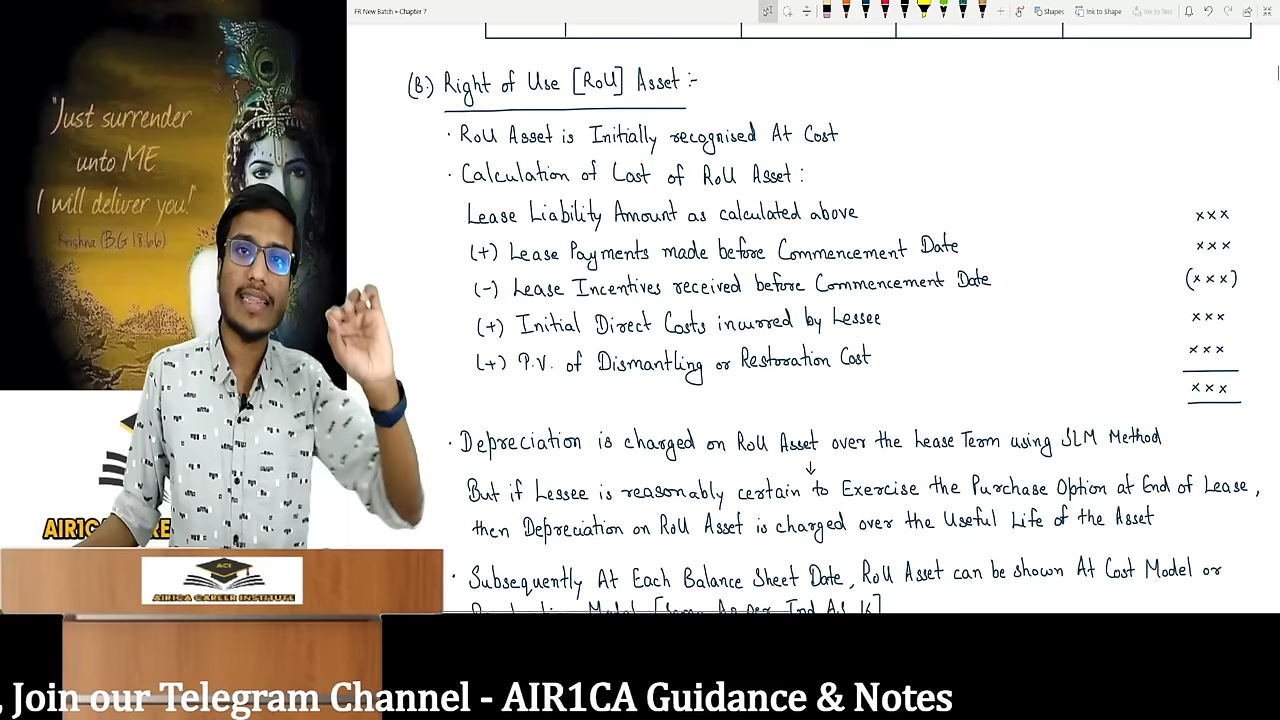 FR New Batch » Chapter 7
Shapes
Ink to Shape
Ink to Text
"Just surrender
unto ME
I will deliver you!"
Krishna (B.G 18:66)
(B.) Right of Use [RoU] Asset :-
· RoU Asset is Initially recognised At Cost
· Calculation of Cost of RoU Asset :
Lease Liability Amount as calculated above xxx
(+) Lease Payments made before Commencement Date xxx
(-) Lease Incentives received before Commencement Date (xxx)
(+) Initial Direct Costs incurred by Lessee xxx
(+) P.V. of Dismantling or Restoration Cost xxx
xxx
· Depreciation is charged on RoU Asset over the Lease Term using SLM Method
↓
But if Lessee is reasonably certain to Exercise the Purchase Option at End of Lease,
then Depreciation on RoU Asset is charged over the Useful Life of the Asset
· Subsequently At Each Balance Sheet Date, RoU Asset can be shown At Cost Model or
AIR1C
ACI
AIR1CA CAREER INSTITUTE
, Join our Telegram Channel - AIR1CA Guidance & Notes